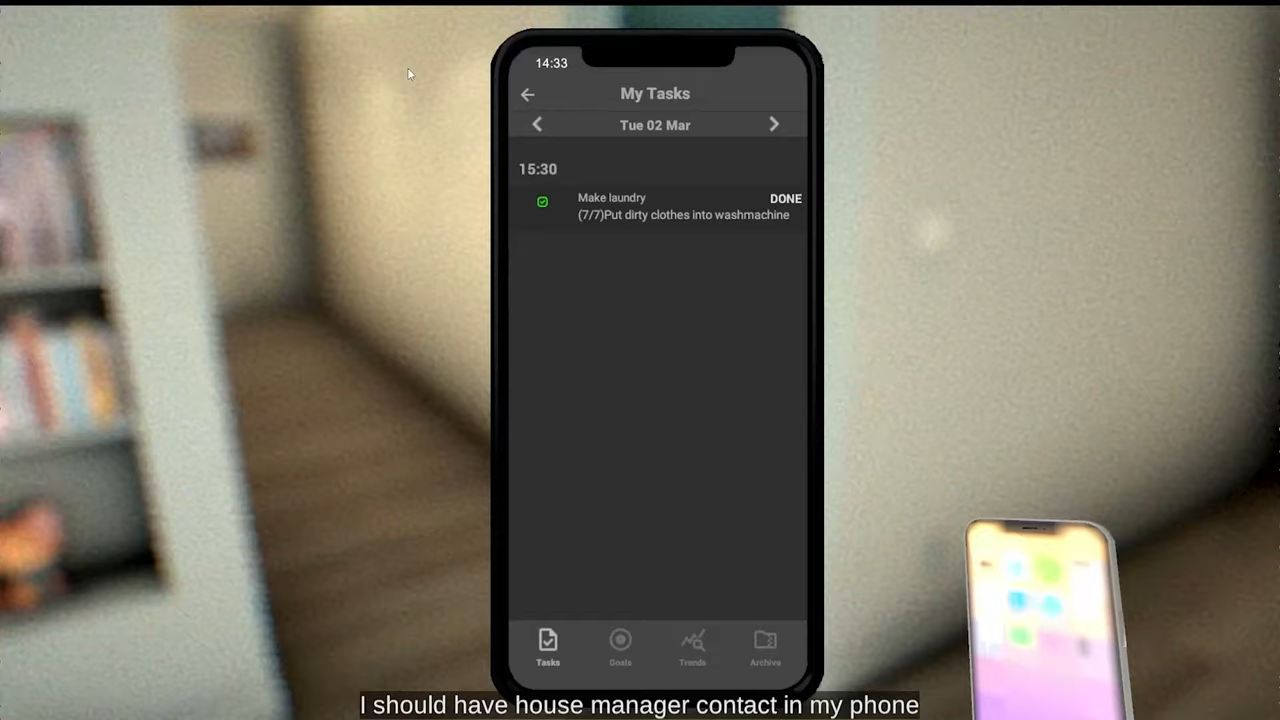 14:33
My Tasks
Tue 02 Mar
15:30
Make laundry DONE
(7/7)Put dirty clothes into washmachine
Tasks Goals Trends Archive
I should have house manager contact in my phone